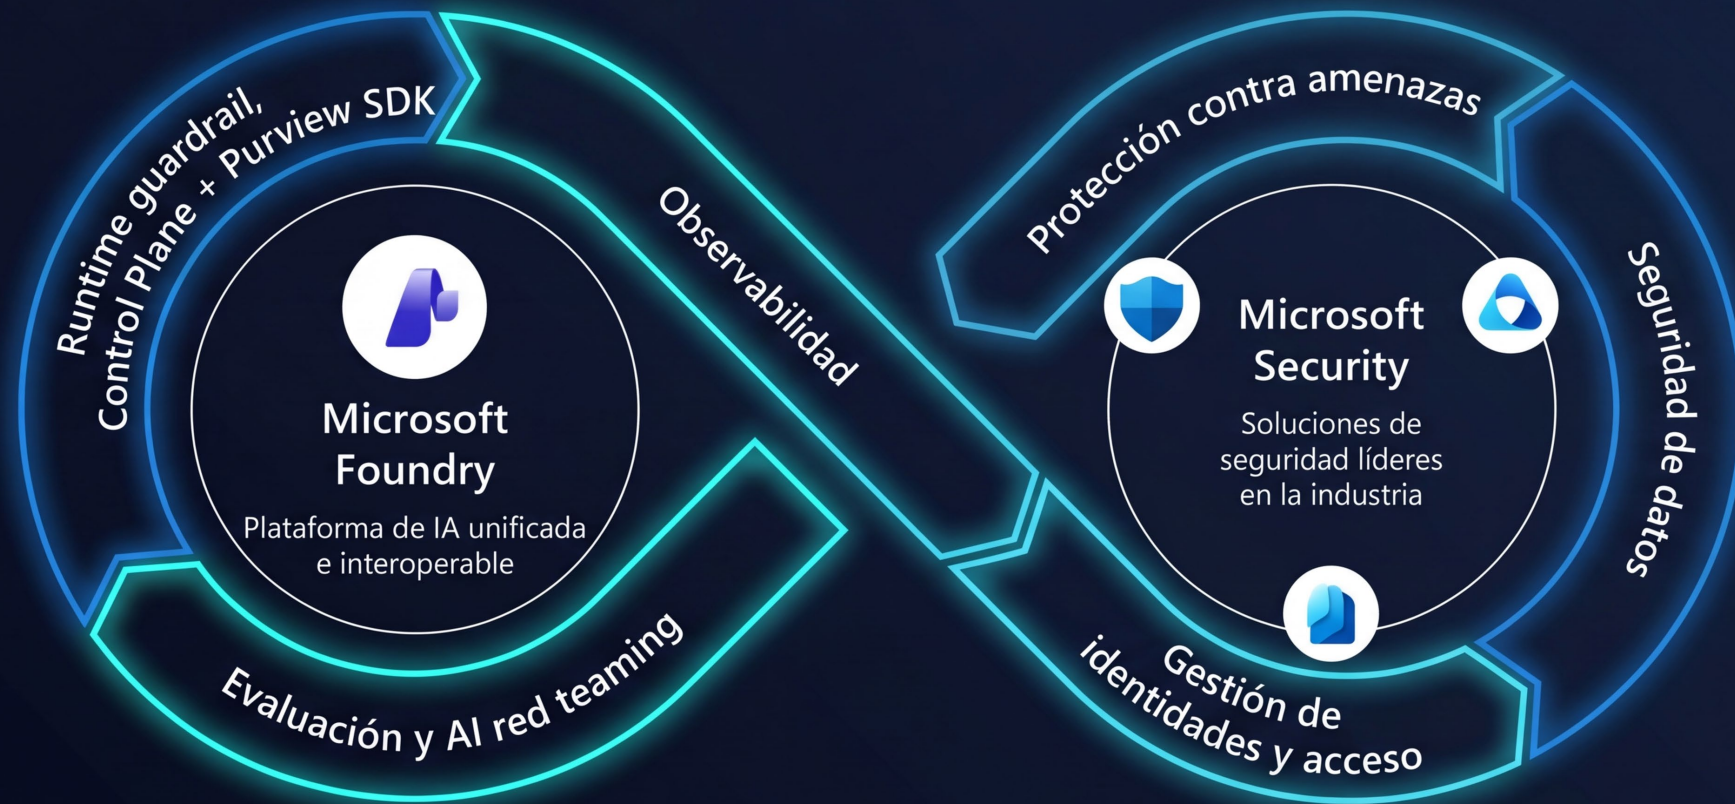 Runtime guardrail,
Control Plane + Purview SDK
Observabilidad
Microsoft
Foundry
Plataforma de IA unificada
e interoperable
Evaluación y AI red teaming
Protección contra amenazas
Microsoft
Security
Soluciones de
seguridad líderes
en la industria
Seguridad de datos
Gestión de
identidades y acceso